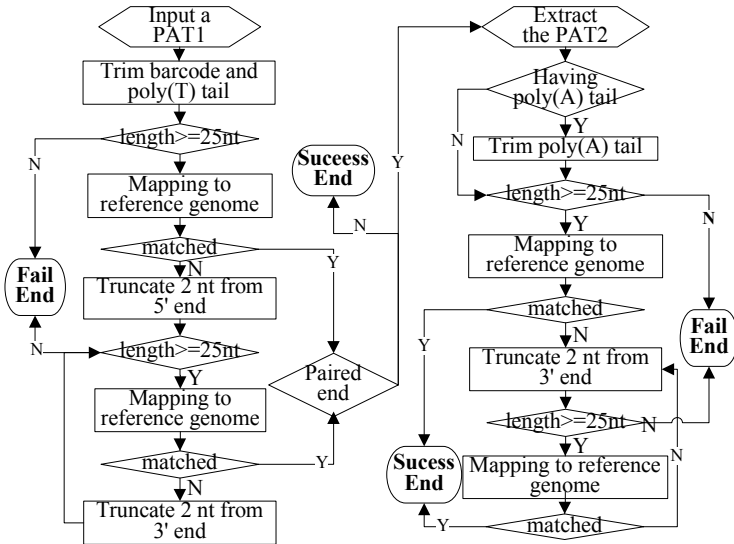 Input a
PAT1
Trim barcode and
poly(T) tail
length>=25nt
N
Mapping to
reference genome
matched
Y
N
Fail
End
Truncate 2 nt from
5' end
N
length>=25nt
Y
Mapping to
reference genome
matched
Y
N
Truncate 2 nt from
3' end
Paired
end
N
Y
Suceess
End
Extract
the PAT2
Having
poly(A) tail
N
Y
Trim poly(A) tail
length>=25nt
N
Y
Mapping to
reference genome
matched
Y
N
Fail
End
Truncate 2 nt from
3' end
length>=25nt
N
Y
N
Sucess
End
Mapping to reference
genome
Y
matched